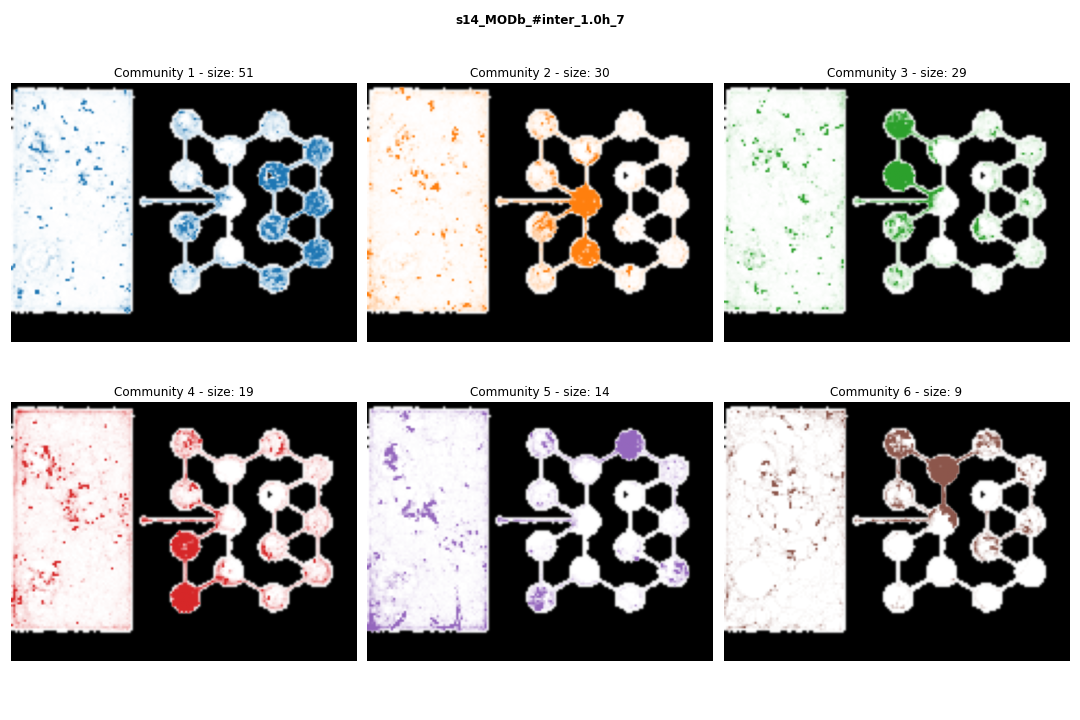 s14_MODb_#inter_1.0h_7
Community 1 - size: 51
Community 2 - size: 30
Community 3 - size: 29
Community 4 - size: 19
Community 5 - size: 14
Community 6 - size: 9